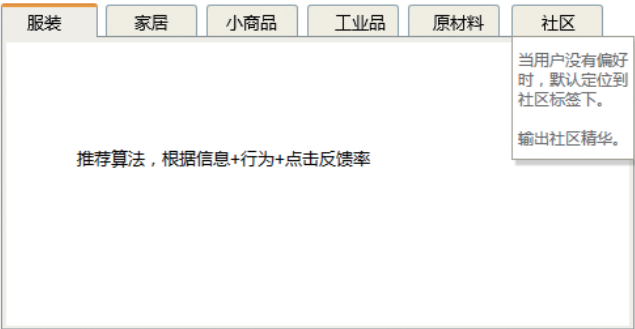 服装 家居 小商品 工业品 原材料 社区
当用户没有偏好
时，默认定位到
社区标签下。
输出社区精华。
推荐算法，根据信息+行为+点击反馈率